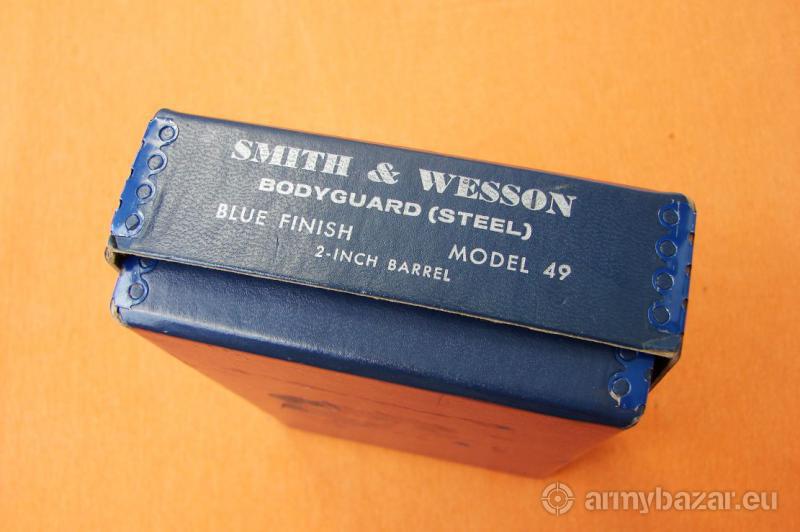 SMITH & WESSON
BODYGUARD (STEEL)
BLUE FINISH MODEL 49
2-INCH BARREL
armybazar.eu